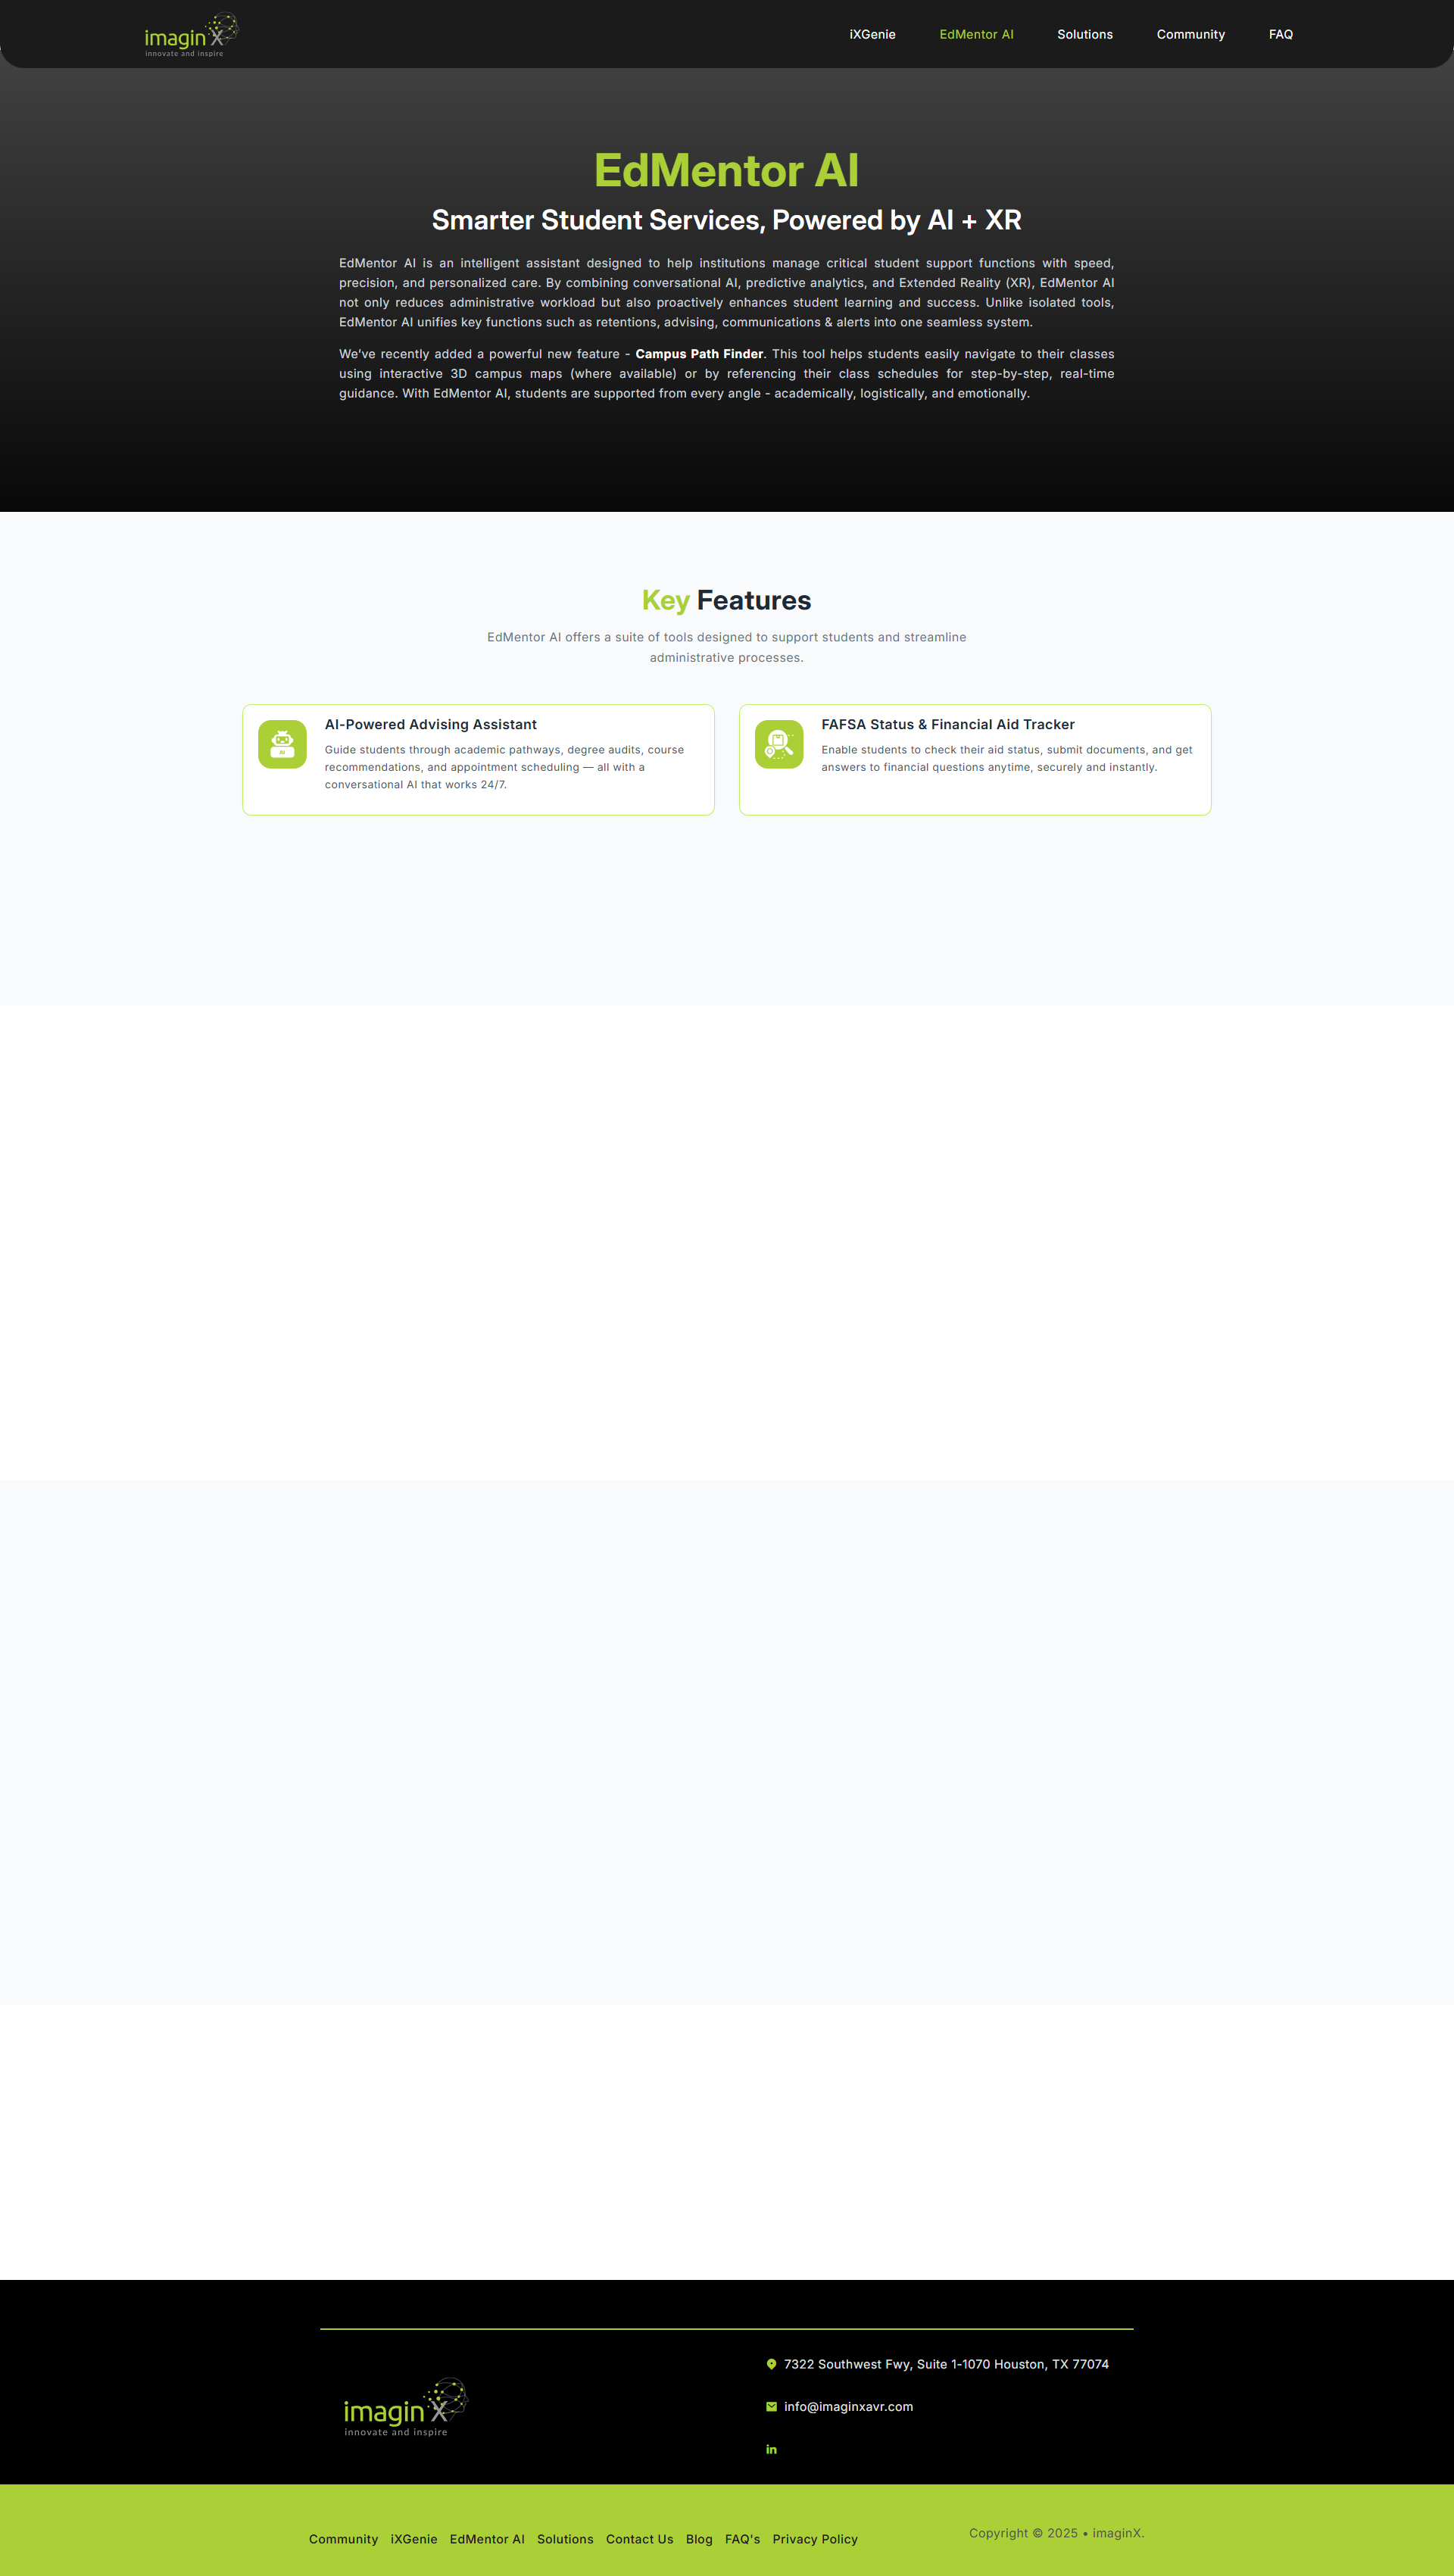 imagin X
innovate and inspire
iXGenie
EdMentor AI
Solutions
Community
FAQ
EdMentor AI
Smarter Student Services, Powered by AI + XR
EdMentor AI is an intelligent assistant designed to help institutions manage critical student support functions with speed,
precision, and personalized care. By combining conversational AI, predictive analytics, and Extended Reality (XR), EdMentor AI
not only reduces administrative workload but also proactively enhances student learning and success. Unlike isolated tools,
EdMentor AI unifies key functions such as retentions, advising, communications & alerts into one seamless system.
We've recently added a powerful new feature - Campus Path Finder. This tool helps students easily navigate to their classes
using interactive 3D campus maps (where available) or by referencing their class schedules for step-by-step, real-time
guidance. With EdMentor AI, students are supported from every angle - academically, logistically, and emotionally.
Key Features
EdMentor AI offers a suite of tools designed to support students and streamline
administrative processes.
AI
AI-Powered Advising Assistant
Guide students through academic pathways, degree audits, course
recommendations, and appointment scheduling — all with a
conversational AI that works 24/7.
FAFSA Status & Financial Aid Tracker
Enable students to check their aid status, submit documents, and get
answers to financial questions anytime, securely and instantly.
imagin X
innovate and inspire
7322 Southwest Fwy, Suite 1-1070 Houston, TX 77074
info@imaginxavr.com
in
Community iXGenie EdMentor AI Solutions Contact Us Blog FAQ's Privacy Policy
Copyright © 2025 • imaginX.